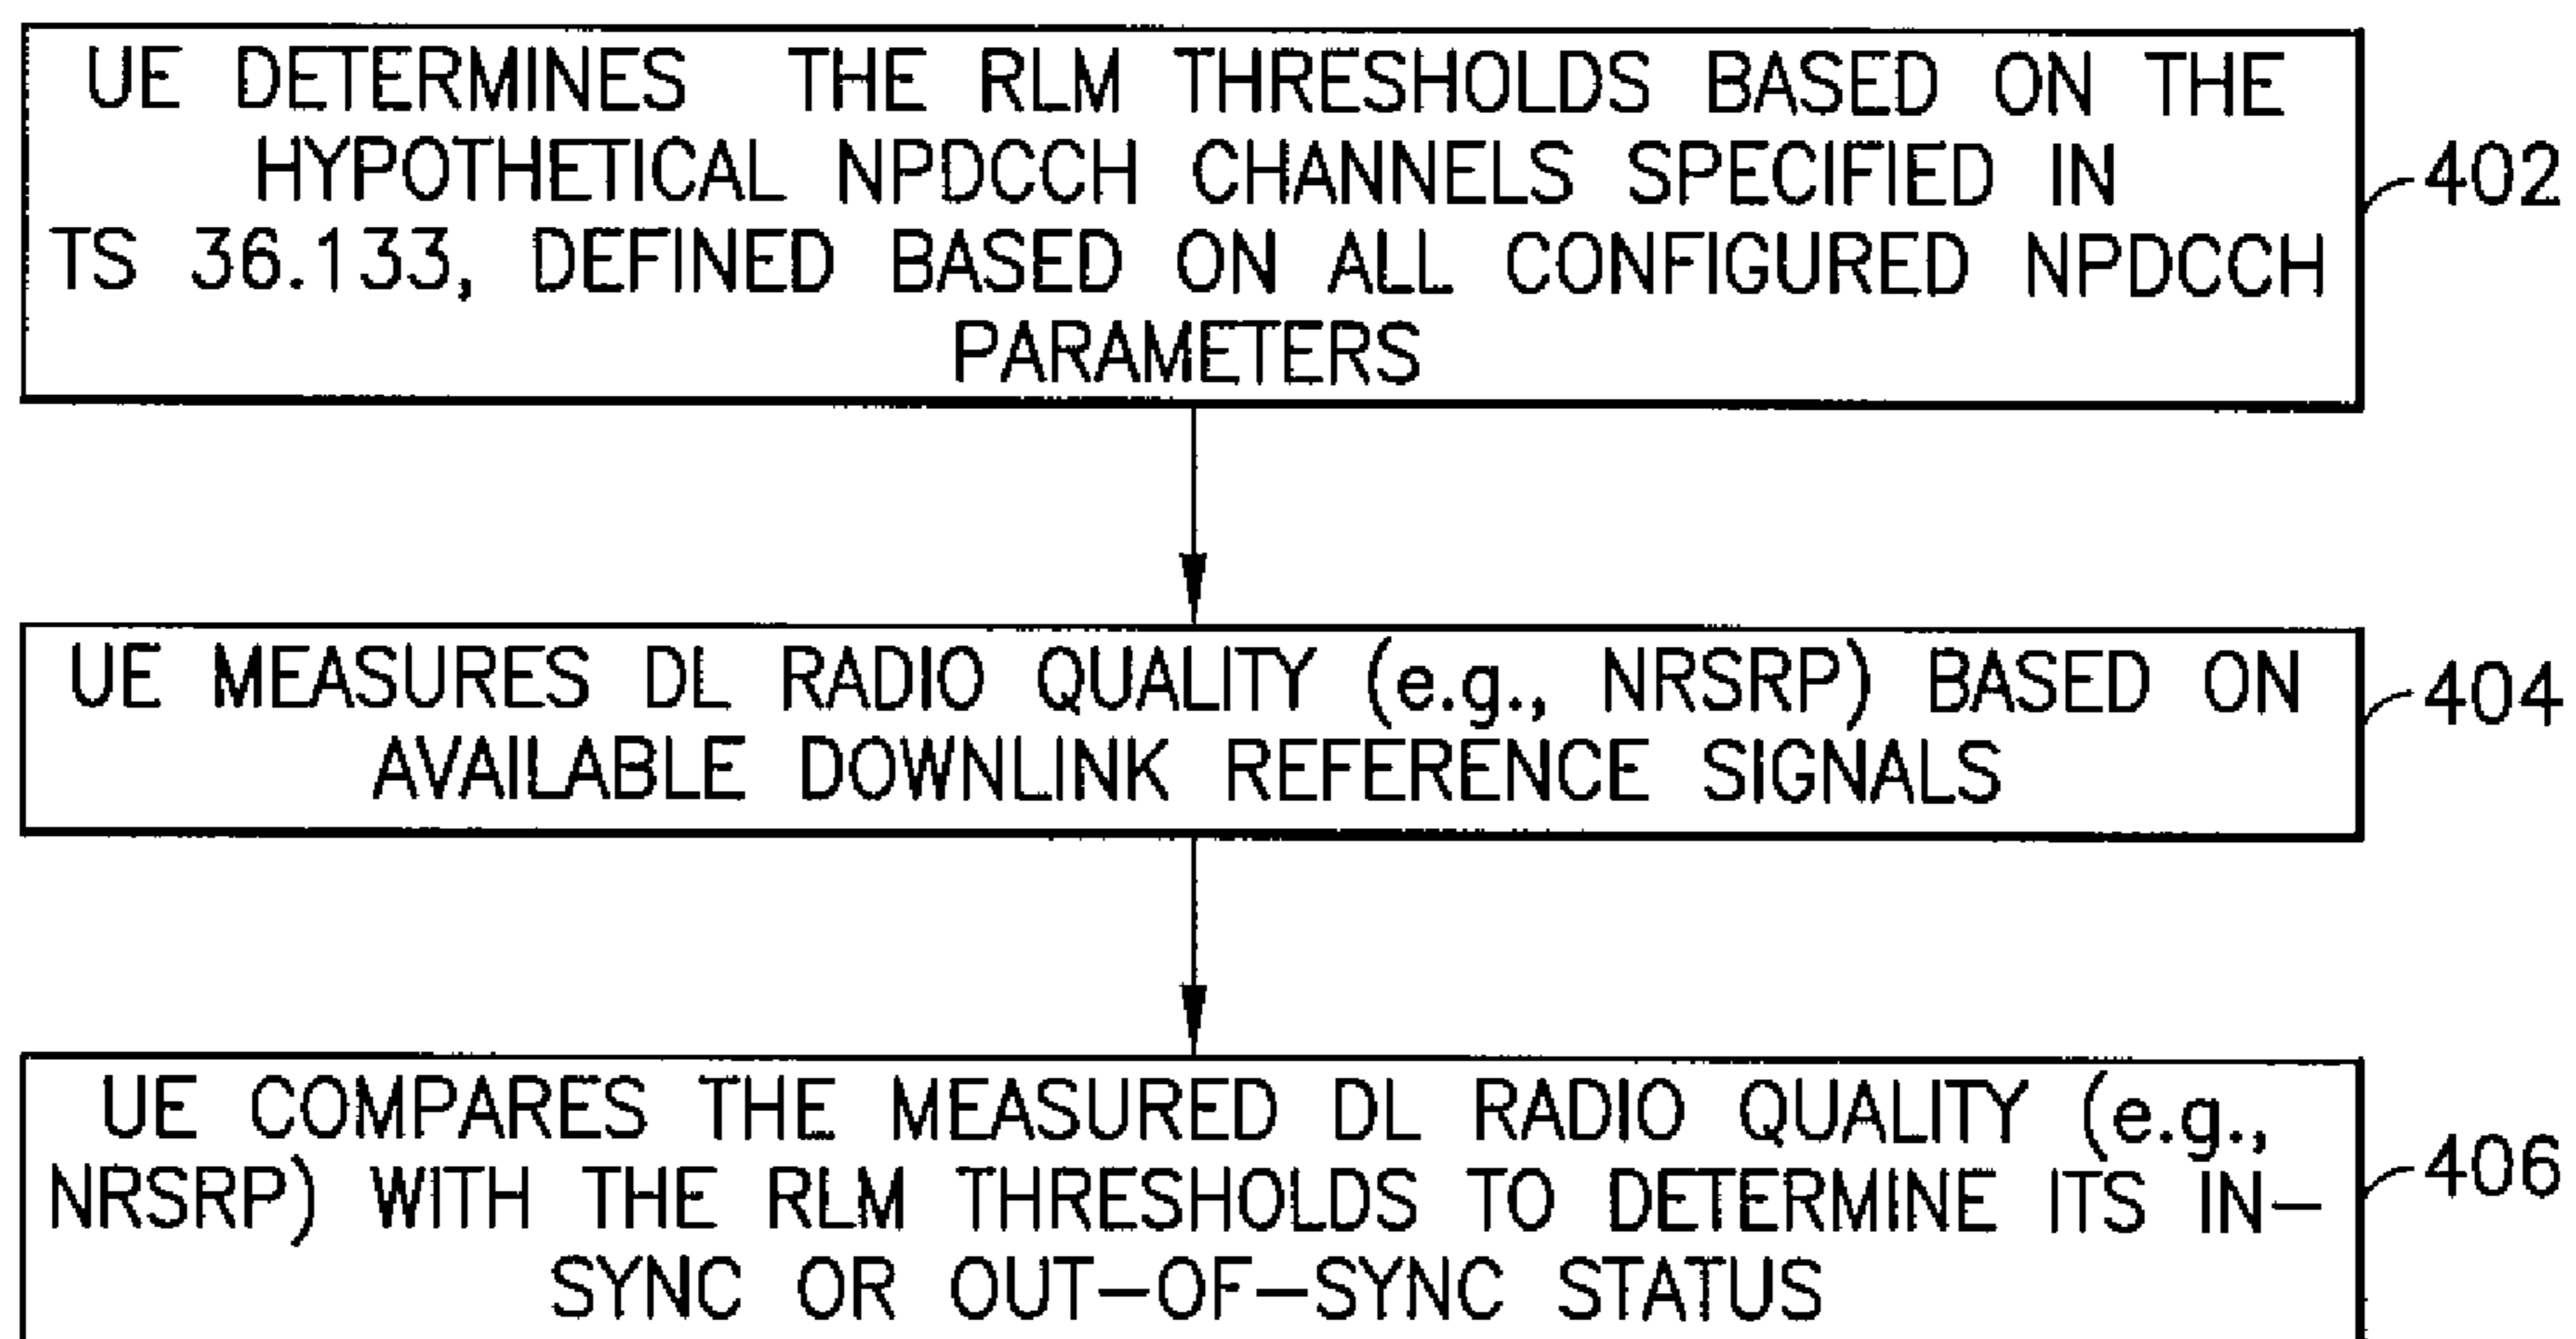 UE DETERMINES THE RLM THRESHOLDS BASED ON THE
HYPOTHETICAL NPDCCH CHANNELS SPECIFIED IN
TS 36.133, DEFINED BASED ON ALL CONFIGURED NPDCCH
PARAMETERS
402
UE MEASURES DL RADIO QUALITY (e.g., NRSRP) BASED ON
AVAILABLE DOWNLINK REFERENCE SIGNALS
404
UE COMPARES THE MEASURED DL RADIO QUALITY (e.g.,
NRSRP) WITH THE RLM THRESHOLDS TO DETERMINE ITS IN-
SYNC OR OUT-OF-SYNC STATUS
406